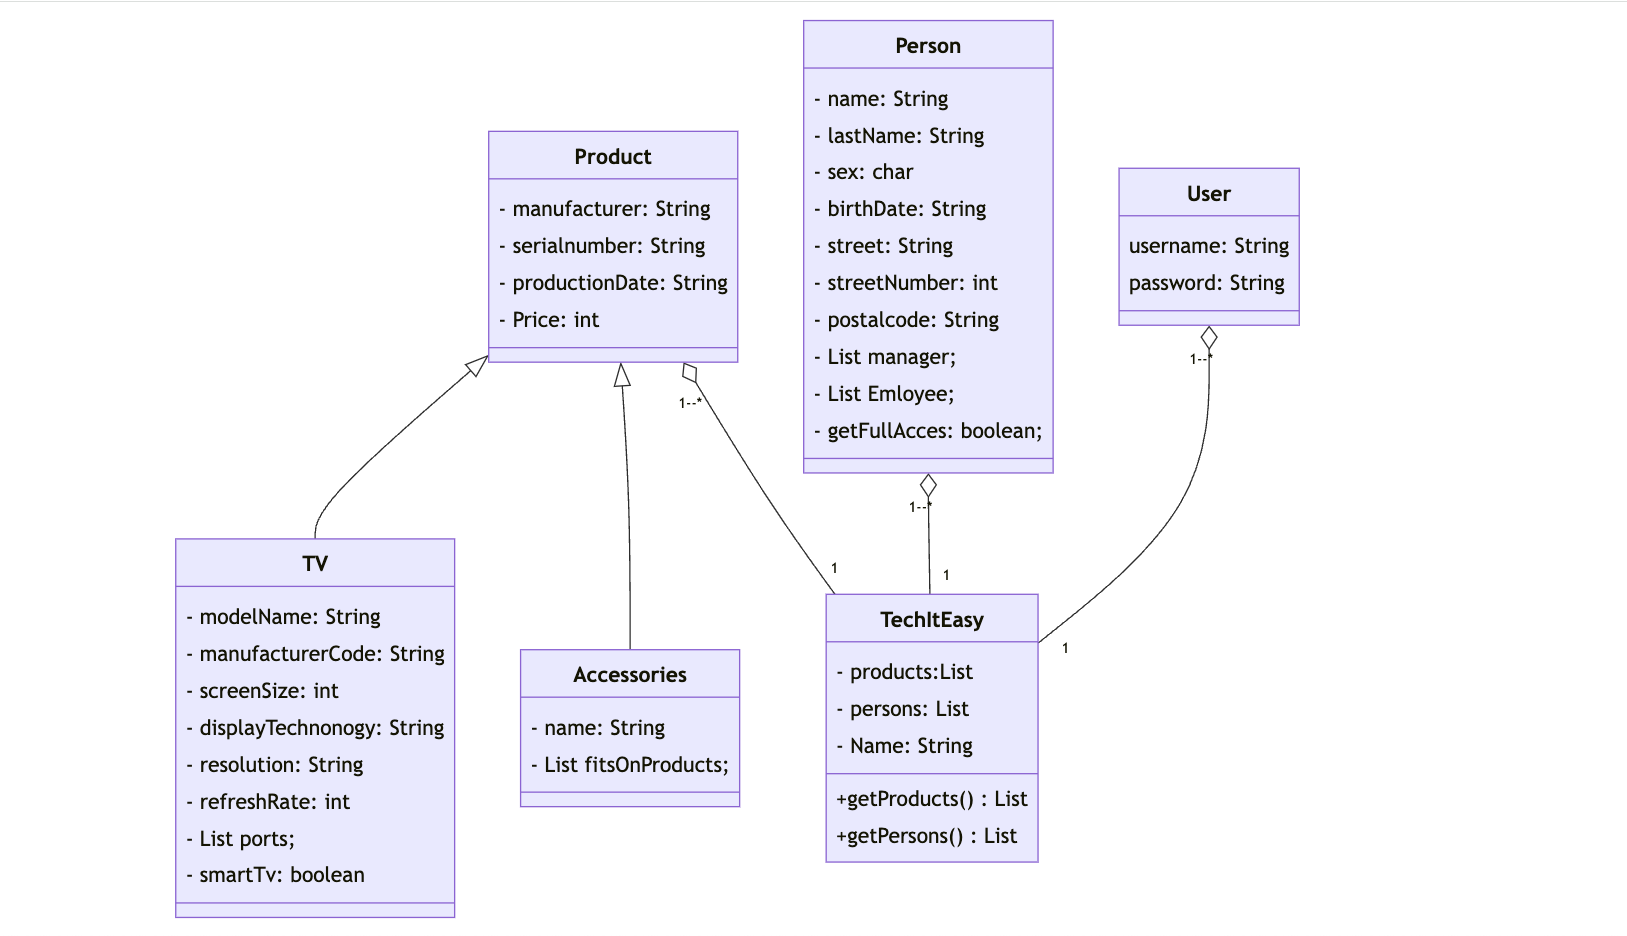 Person
- name: String
- lastName: String
- sex: char
- birthDate: String
- street: String
- streetNumber: int
- postalcode: String
- List manager;
- List Emloyee;
- getFullAcces: boolean;
1--*
1
Product
- manufacturer: String
- serialnumber: String
- productionDate: String
- Price: int
1--*
1
User
username: String
password: String
1--*
1
TV
- modelName: String
- manufacturerCode: String
- screenSize: int
- displayTechnonogy: String
- resolution: String
- refreshRate: int
- List ports;
- smartTv: boolean
Accessories
- name: String
- List fitsOnProducts;
TechItEasy
- products:List
- persons: List
- Name: String
+getProducts() : List
+getPersons() : List